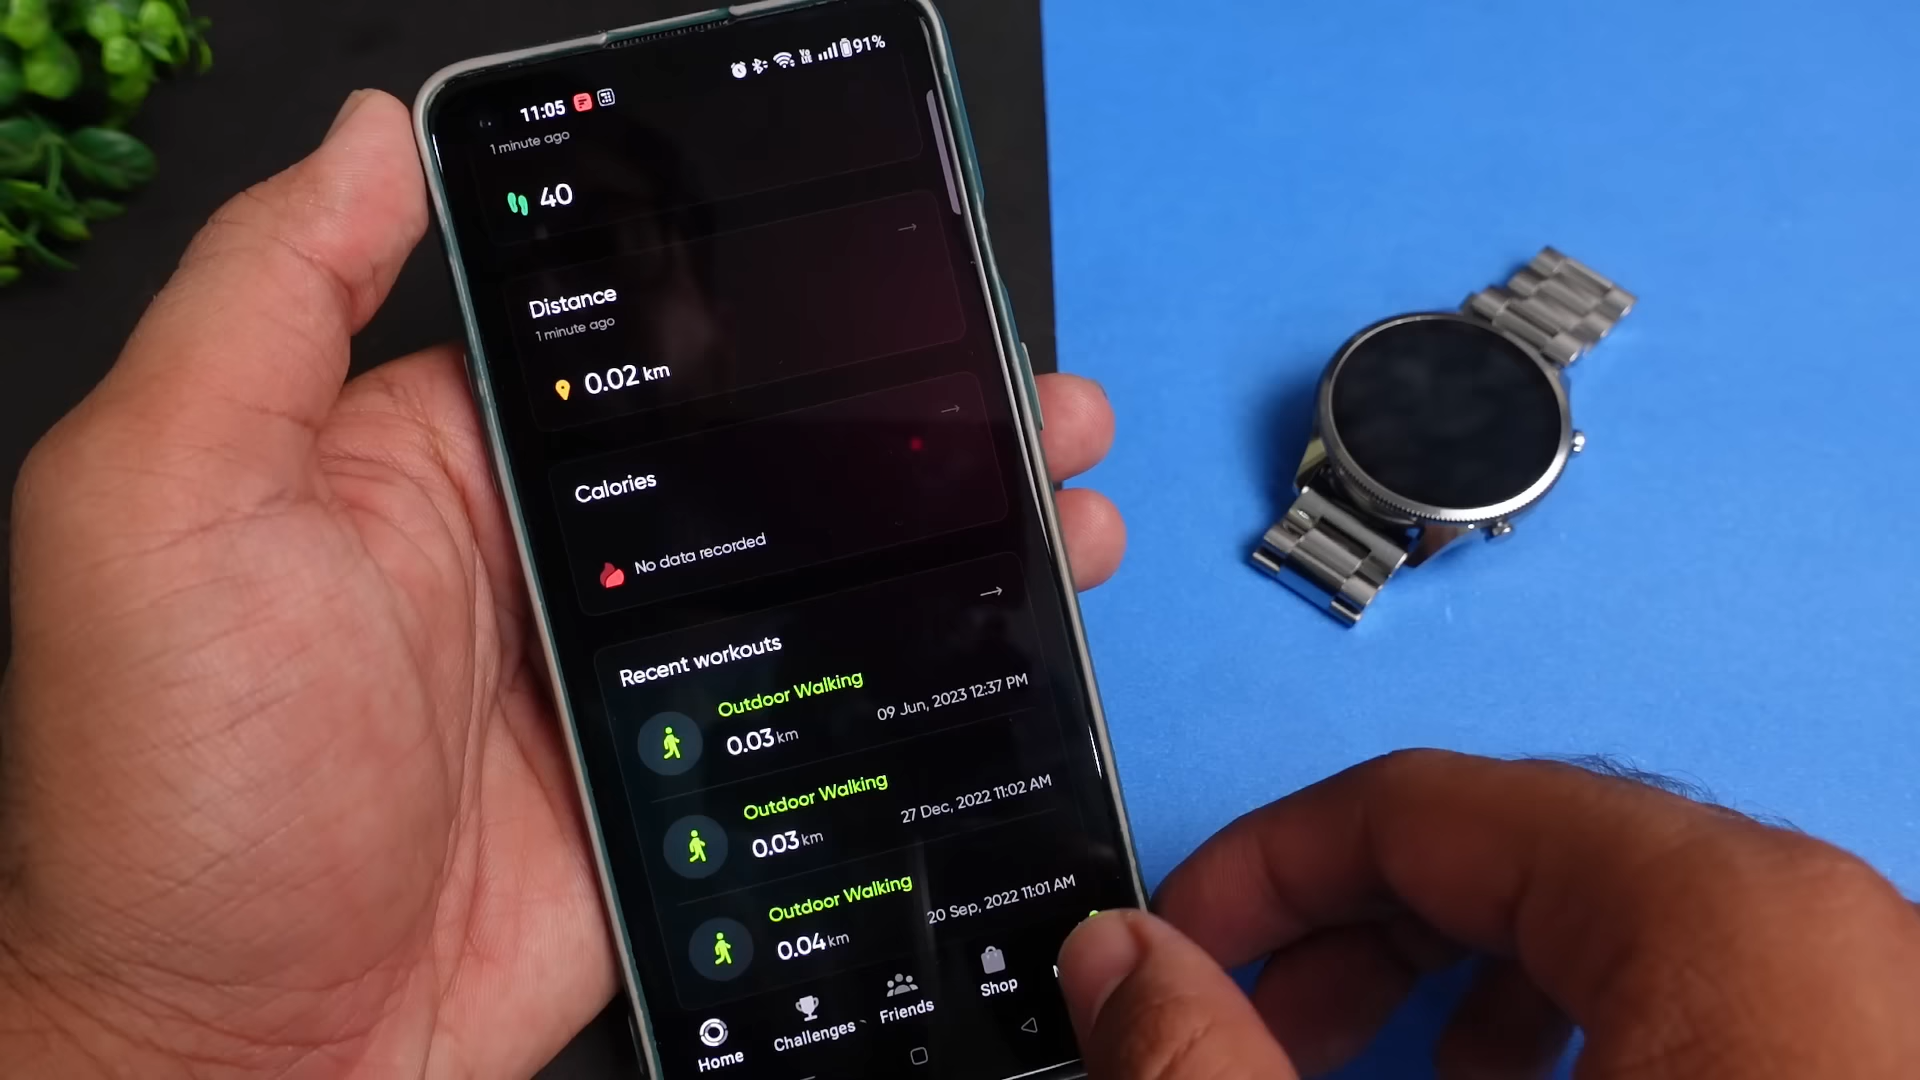 11:05 91%
1 minute ago
40
Distance
1 minute ago
0.02 km
Calories
No data recorded
Recent workouts
Outdoor Walking
0.03 km 09 Jun, 2023 12:37 PM
Outdoor Walking
0.03 km 27 Dec, 2022 11:02 AM
Outdoor Walking
0.04 km 20 Sep, 2022 11:01 AM
Home Challenges Friends Shop